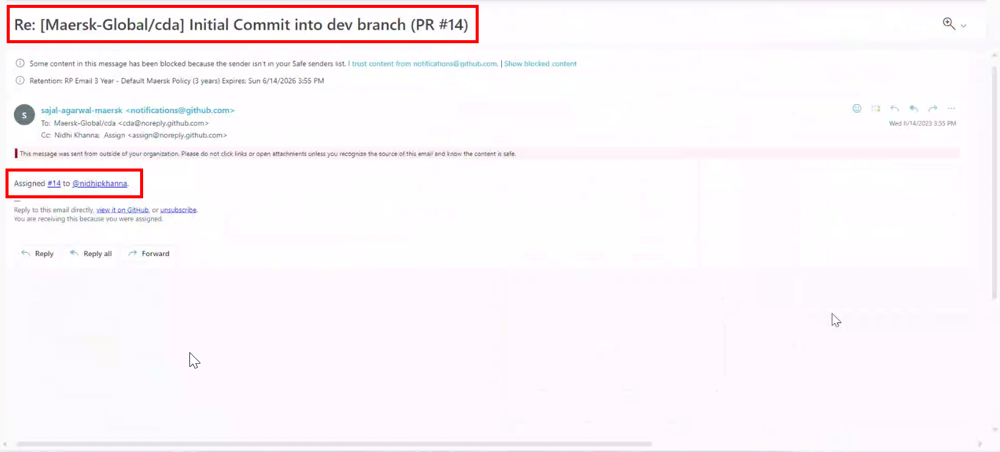 Re: [Maersk-Global/cda] Initial Commit into dev branch (PR #14)
Some content in this message has been blocked because the sender isn't in your Safe senders list. I trust content from notifications@github.com. | Show blocked content
Retention: RP Email 3 Year - Default Maersk Policy (3 years) Expires: Sun 6/14/2026 3:55 PM
S
sajal-agarwal-maersk <notifications@github.com>
To: Maersk-Global/cda <cda@noreply.github.com>
Cc: Nidhi Khanna; Assign <assign@noreply.github.com>
Wed 6/14/2023 3:55 PM
This message was sent from outside of your organization. Please do not click links or open attachments unless you recognize the source of this email and know the content is safe.
Assigned #14 to @nidhipkhanna.
—
Reply to this email directly, view it on GitHub, or unsubscribe.
You are receiving this because you were assigned.
Reply Reply all Forward